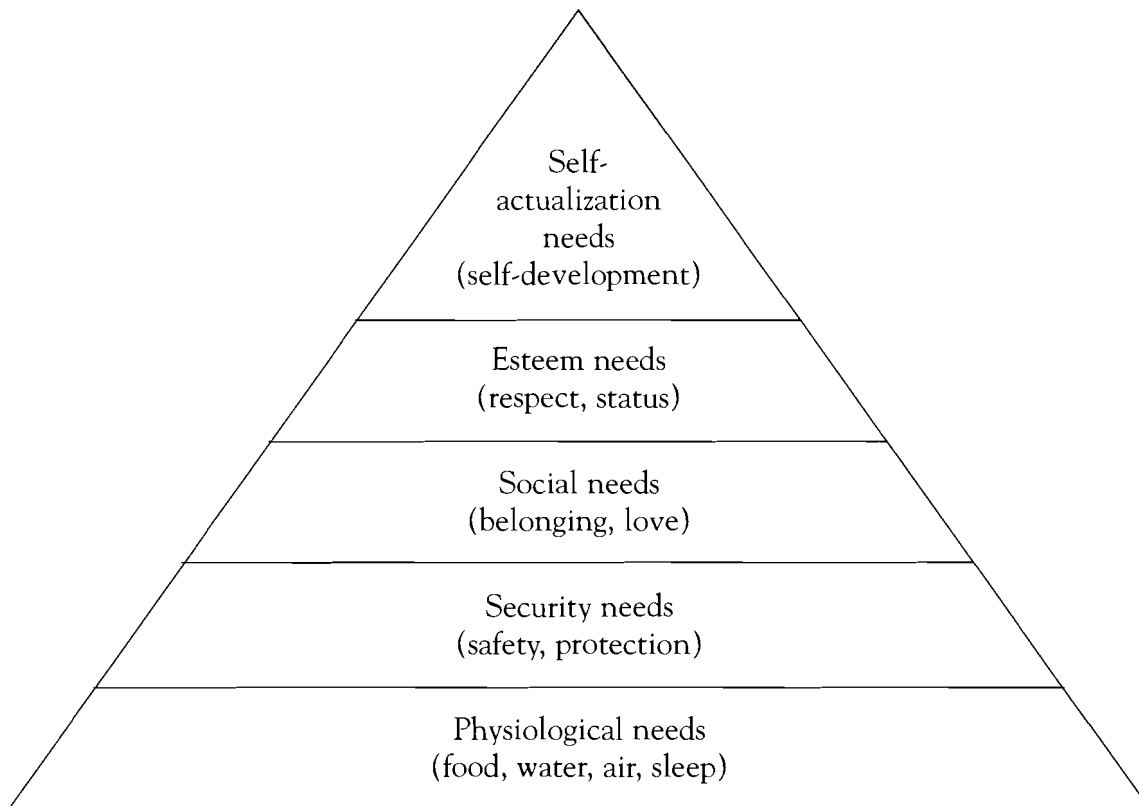 Self-
actualization
needs
(self-development)
Esteem needs
(respect, status)
Social needs
(belonging, love)
Security needs
(safety, protection)
Physiological needs
(food, water, air, sleep)